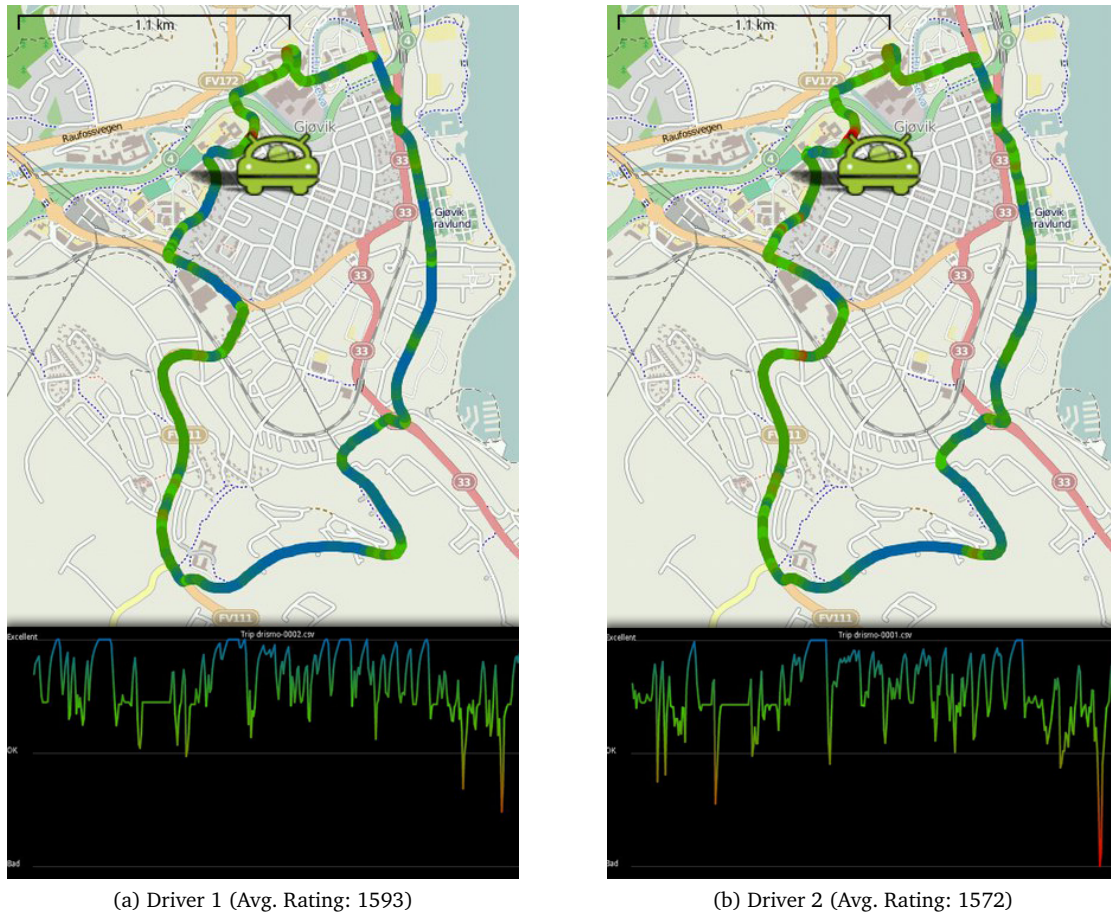 1.1 km
FV172
4
Raufossvegen
Gjøvik
4
33
33
Gjøvik
33
33
FV111
33
FV111
Excellent
Trip drismo-0002.csv
OK
Bad
(a) Driver 1 (Avg. Rating: 1593)
1.1 km
FV172
4
Raufossvegen
Gjøvik
4
33
33
Gjøvik
33
33
FV111
33
FV111
Excellent
Trip drismo-0001.csv
OK
Bad
(b) Driver 2 (Avg. Rating: 1572)